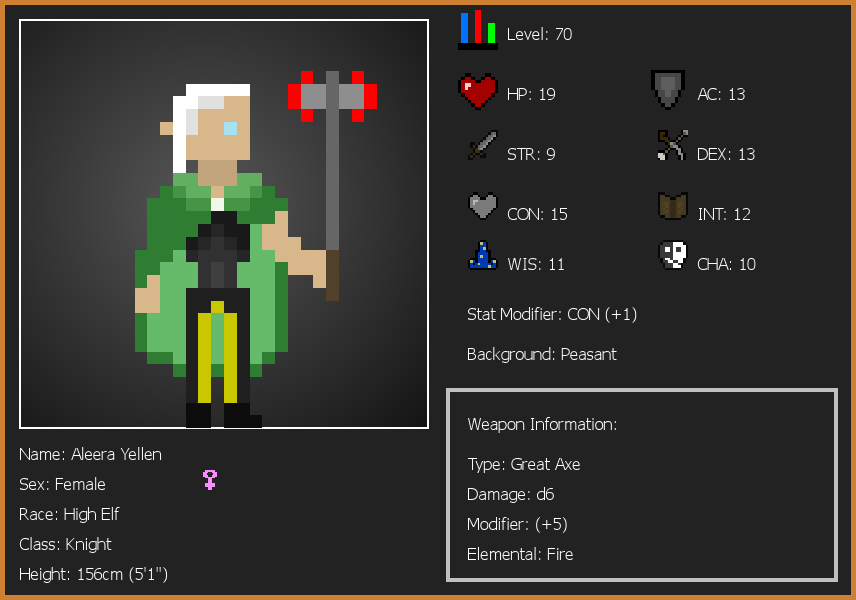 Level: 70
HP: 19
AC: 13
STR: 9
DEX: 13
CON: 15
INT: 12
WIS: 11
CHA: 10
Stat Modifier: CON (+1)
Background: Peasant
Weapon Information:
Type: Great Axe
Damage: d6
Modifier: (+5)
Elemental: Fire
Name: Aleera Yellen
Sex: Female
Race: High Elf
Class: Knight
Height: 156cm (5'1")